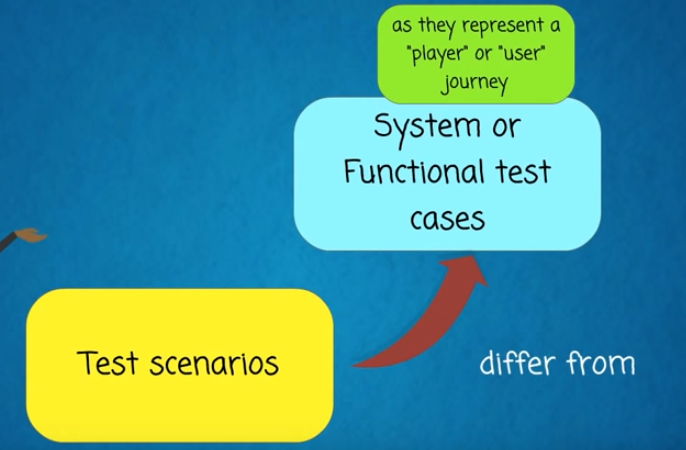 as they represent a
"player" or "user"
journey
System or
Functional test
cases
Test scenarios
differ from